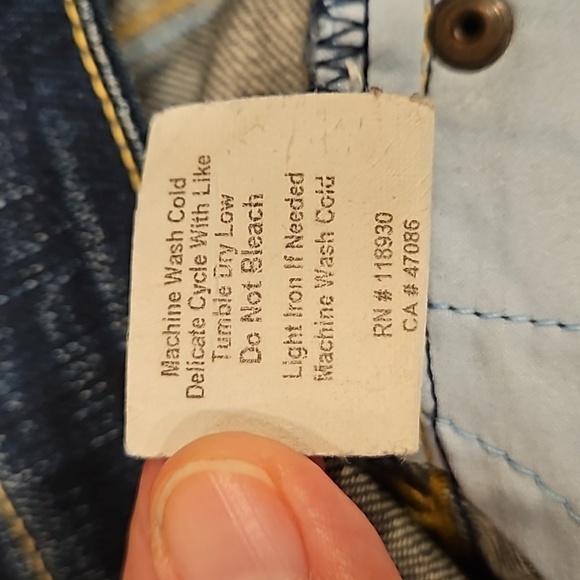 Machine Wash Cold
Delicate Cycle With Like
Tumble Dry Low
Do Not Bleach
Light Iron If Needed
Machine Wash Cold
RN # 118930
CA # 47086